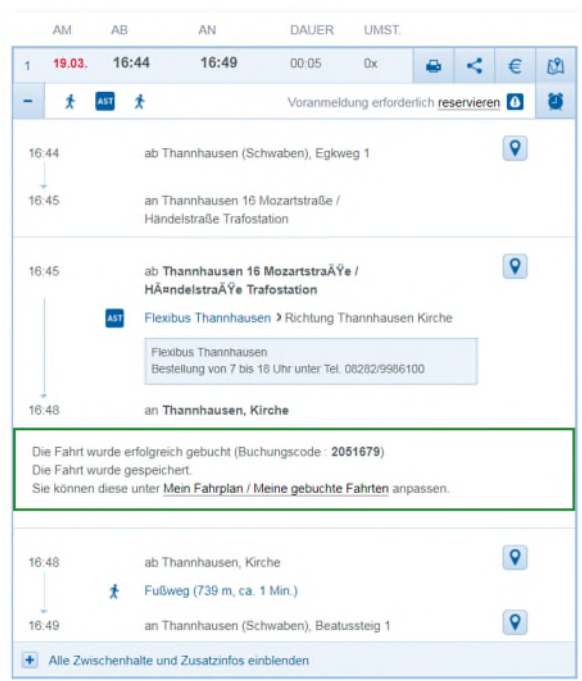 AM AB AN DAUER UMST.
1 19.03. 16:44 16:49 00:05 0x €
AST Voranmeldung erforderlich reservieren
16:44 ab Thannhausen (Schwaben), Egkweg 1
16:45 an Thannhausen 16 Mozartstraße /
Händelstraße Trafostation
16:45 ab Thannhausen 16 MozartstraÃŸe /
HÃ¤ndelstraÃŸe Trafostation
AST Flexibus Thannhausen > Richtung Thannhausen Kirche
Flexibus Thannhausen
Bestellung von 7 bis 18 Uhr unter Tel. 08282/9986100
16:48 an Thannhausen, Kirche
Die Fahrt wurde erfolgreich gebucht (Buchungscode : 2051679)
Die Fahrt wurde gespeichert.
Sie können diese unter Mein Fahrplan / Meine gebuchte Fahrten anpassen.
16:48 ab Thannhausen, Kirche
Fußweg (739 m, ca. 1 Min.)
16:49 an Thannhausen (Schwaben), Beatussteig 1
Alle Zwischenhalte und Zusatzinfos einblenden